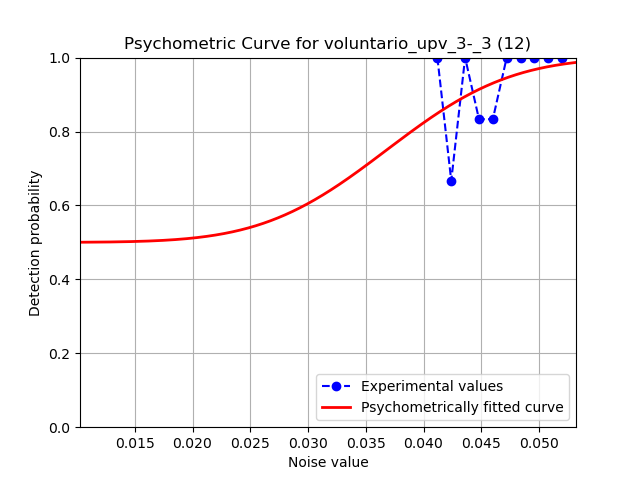 Psychometric Curve for voluntario_upv_3-_3 (12)
1.0
0.8
0.6
0.4
0.2
0.0
Detection probability
Experimental values
Psychometrically fitted curve
0.015 0.020 0.025 0.030 0.035 0.040 0.045 0.050
Noise value